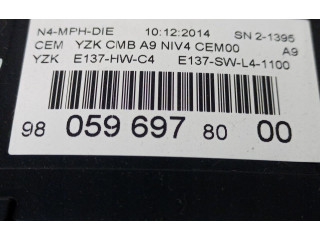 N4-MPH-DIE 10:12:2014 SN 2-1395
CEM YZK CMB A9 NIV4 CEM00 A9
YZK E137-HW-C4 E137-SW-L4-1100
98 059 697 80 00